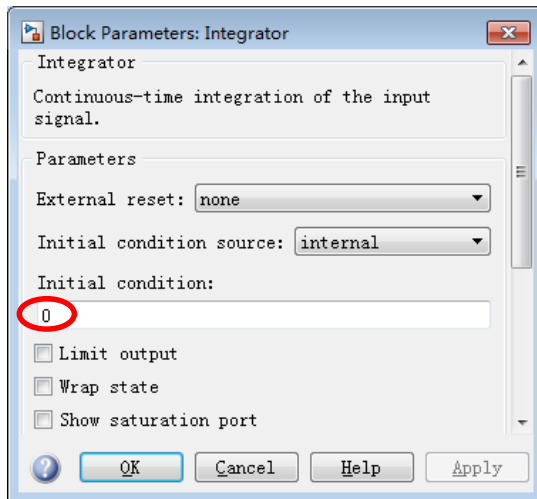 Block Parameters: Integrator
Integrator
Continuous-time integration of the input
signal.
Parameters
External reset: none
Initial condition source: internal
Initial condition:
0
Limit output
Wrap state
Show saturation port
? OK Cancel Help Apply